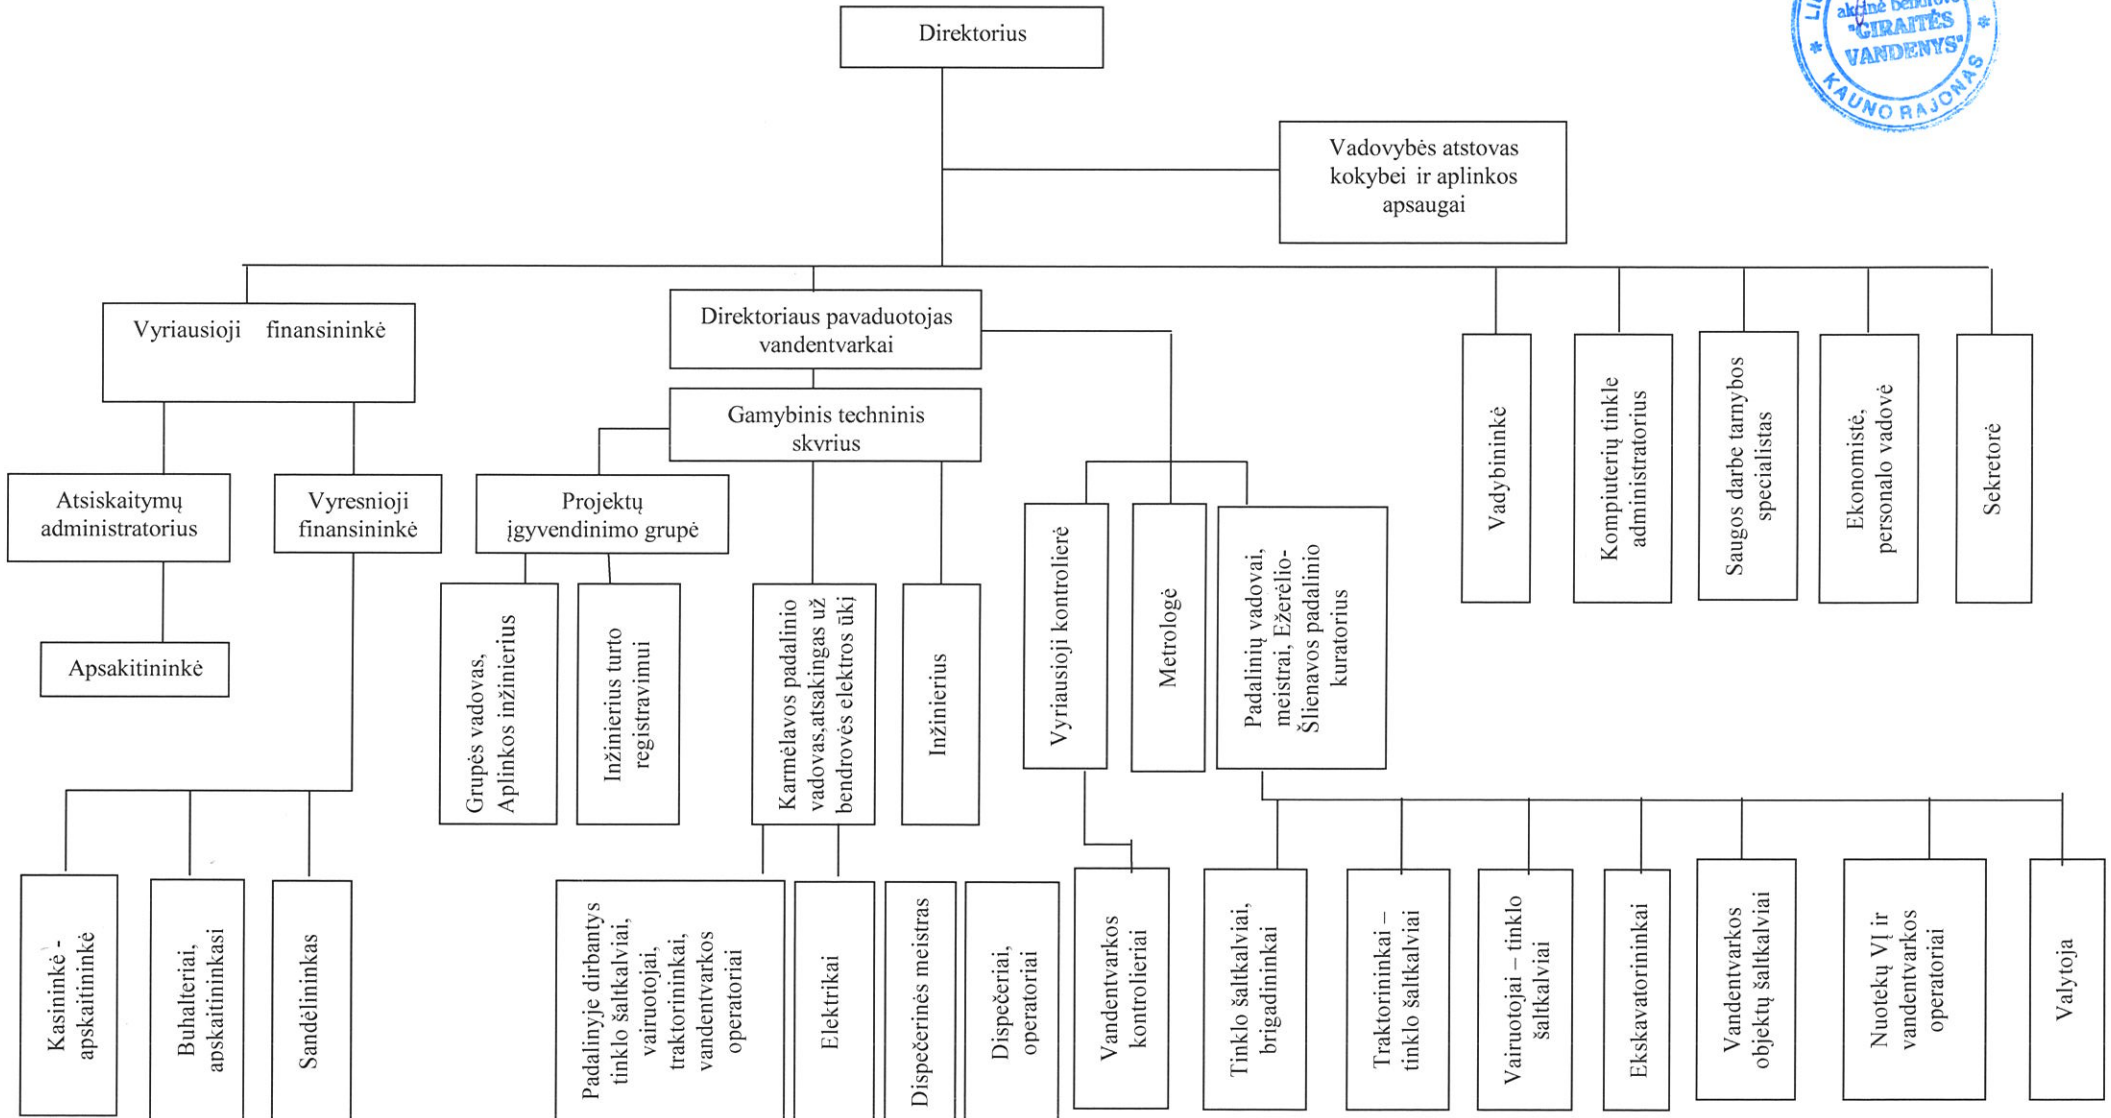 Direktorius
akcinė bendrovė
"GIRAITĖS
VANDENYS"
* KAUNO RAJONAS *
Vadovybės atstovas
kokybei ir aplinkos
apsaugai
Vyriausioji finansininkė
Direktoriaus pavaduotojas
vandentvarkai
Gamybinis techninis
skvrius
Vadybininkė
Kompiuterių tinkle
administratorius
Saugos darbe tarnybos
specialistas
Ekonomistė,
personalo vadovė
Sekretorė
Atsiskaitymų
administratorius
Vyresnioji
finansininkė
Projektų
įgyvendinimo grupė
Apsakitininkė
Grupės vadovas,
Aplinkos inžinierius
Inžinierius turto
registravimui
Karmėlavos padalinio
vadovas,atsakingas už
bendrovės elektros ūkį
Inžinierius
Vyriausioji kontrolierė
Metrologė
Padalinių vadovai,
meistrai, Ežerėlio-
Šlienavos padalinio
kuratorius
Kasininkė -
apskaitininkė
Buhalteriai,
apskaitininkasi
Sandėlininkas
Padalinyje dirbantys
tinklo šaltkalviai,
vairuotojai,
traktorininkai,
vandentvarkos
operatoriai
Elektrikai
Dispečerinės meistras
Dispečeriai,
operatoriai
Vandentvarkos
kontrolieriai
Tinklo šaltkalviai,
brigadininkai
Traktorininkai –
tinklo šaltkalviai
Vairuotojai – tinklo
šaltkalviai
Ekskavatorininkai
Vandentvarkos
objektų šaltkalviai
Nuotekų VĮ ir
vandentvarkos
operatoriai
Valytoja